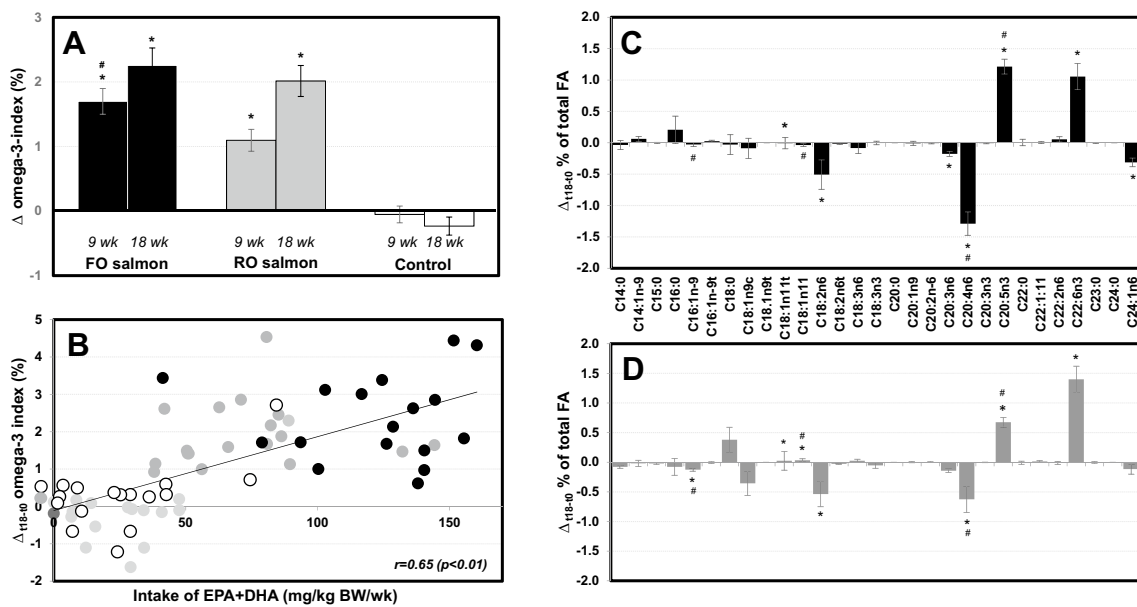 A
Δ omega-3-index (%)
3
2
1
0
-1
#
*
*
*
*
9 wk 18 wk
9 wk 18 wk
9 wk 18 wk
FO salmon
RO salmon
Control
B
Δt18-t0 omega-3 index (%)
5
4
3
2
1
0
-1
-2
0
50
100
150
r=0.65 (p<0.01)
Intake of EPA+DHA (mg/kg BW/wk)
C
Δt18-t0 % of total FA
2.0
1.5
1.0
0.5
0.0
-0.5
-1.0
-1.5
-2.0
#
*
#
*
*
*
#
#
*
*
*
C14:0
C14:1n-9
C15:0
C16:0
C16:1n-9
C16:1n-9t
C18:0
C18:1n9c
C18:1n9t
C18:1n11t
C18:1n11
C18:2n6
C18:2n6t
C18:3n6
C18:3n3
C20:0
C20:1n9
C20:2n-6
C20:3n6
C20:4n6
C20:3n3
C20:5n3
C22:0
C22:1:11
C22:6n3
C23:0
C24:0
C24:1n6
D
Δt18-t0 % of total FA
2.0
1.5
1.0
0.5
0.0
-0.5
-1.0
-1.5
-2.0
*
#
*
#
*
*
*
#
#
*
*
#
*